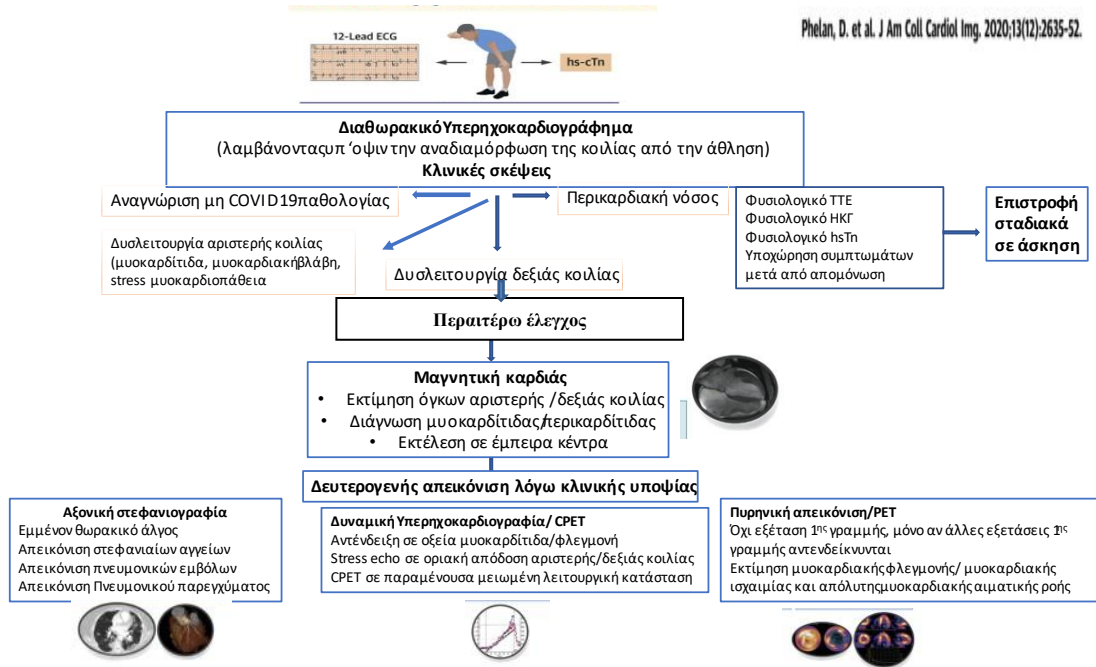 Phelan, D. et al. J Am Coll Cardiol Img. 2020;13(12):2635-52.
12-Lead ECG
hs-cTn
Διαθωρακικό Υπερηχοκαρδιογράφημα
(λαμβάνονταςυπ ‘οψιν την αναδιαμόρφωση της κοιλίας από την άθληση)
Κλινικές σκέψεις
Αναγνώριση μη COVID19παθολογίας
Περικαρδιακή νόσος
Φυσιολογικό TTE
Φυσιολογικό ΗΚΓ
Φυσιολογικό hsTn
Υποχώρηση συμπτωμάτων
μετά από απομόνωση
Επιστροφή
σταδιακά
σε άσκηση
Δυσλειτουργία αριστερής κοιλίας
(μυοκαρδίτιδα, μυοκαρδιακήβλάβη,
stress μυοκαρδιοπάθεια
Δυσλειτουργία δεξιάς κοιλίας
Περαιτέρω έλεγχος
Μαγνητική καρδιάς
• Εκτίμηση όγκων αριστερής /δεξιάς κοιλίας
• Διάγνωση μυοκαρδίτιδας/περικαρδίτιδας
• Εκτέλεση σε έμπειρα κέντρα
Δευτερογενής απεικόνιση λόγω κλινικής υποψίας
Αξονική στεφανιογραφία
Εμμένον θωρακικό άλγος
Απεικόνιση στεφανιαίων αγγείων
Απεικόνιση πνευμονικών εμβόλων
Απεικόνιση Πνευμονικού παρεγχύματος
Δυναμική Υπερηχοκαρδιογραφία/ CPET
Αντένδειξη σε οξεία μυοκαρδίτιδα/φλεγμονή
Stress echo σε οριακή απόδοση αριστερής/δεξιάς κοιλίας
CPET σε παραμένουσα μειωμένη λειτουργική κατάσταση
Πυρηνική απεικόνιση/PET
Όχι εξέταση 1ης γραμμής, μόνο αν άλλες εξετάσεις 1ης
γραμμής αντενδείκνυνται
Εκτίμηση μυοκαρδιακής φλεγμονής/ μυοκαρδιακής
ισχαιμίας και απόλυτηςμυοκαρδιακής αιματικής ροής